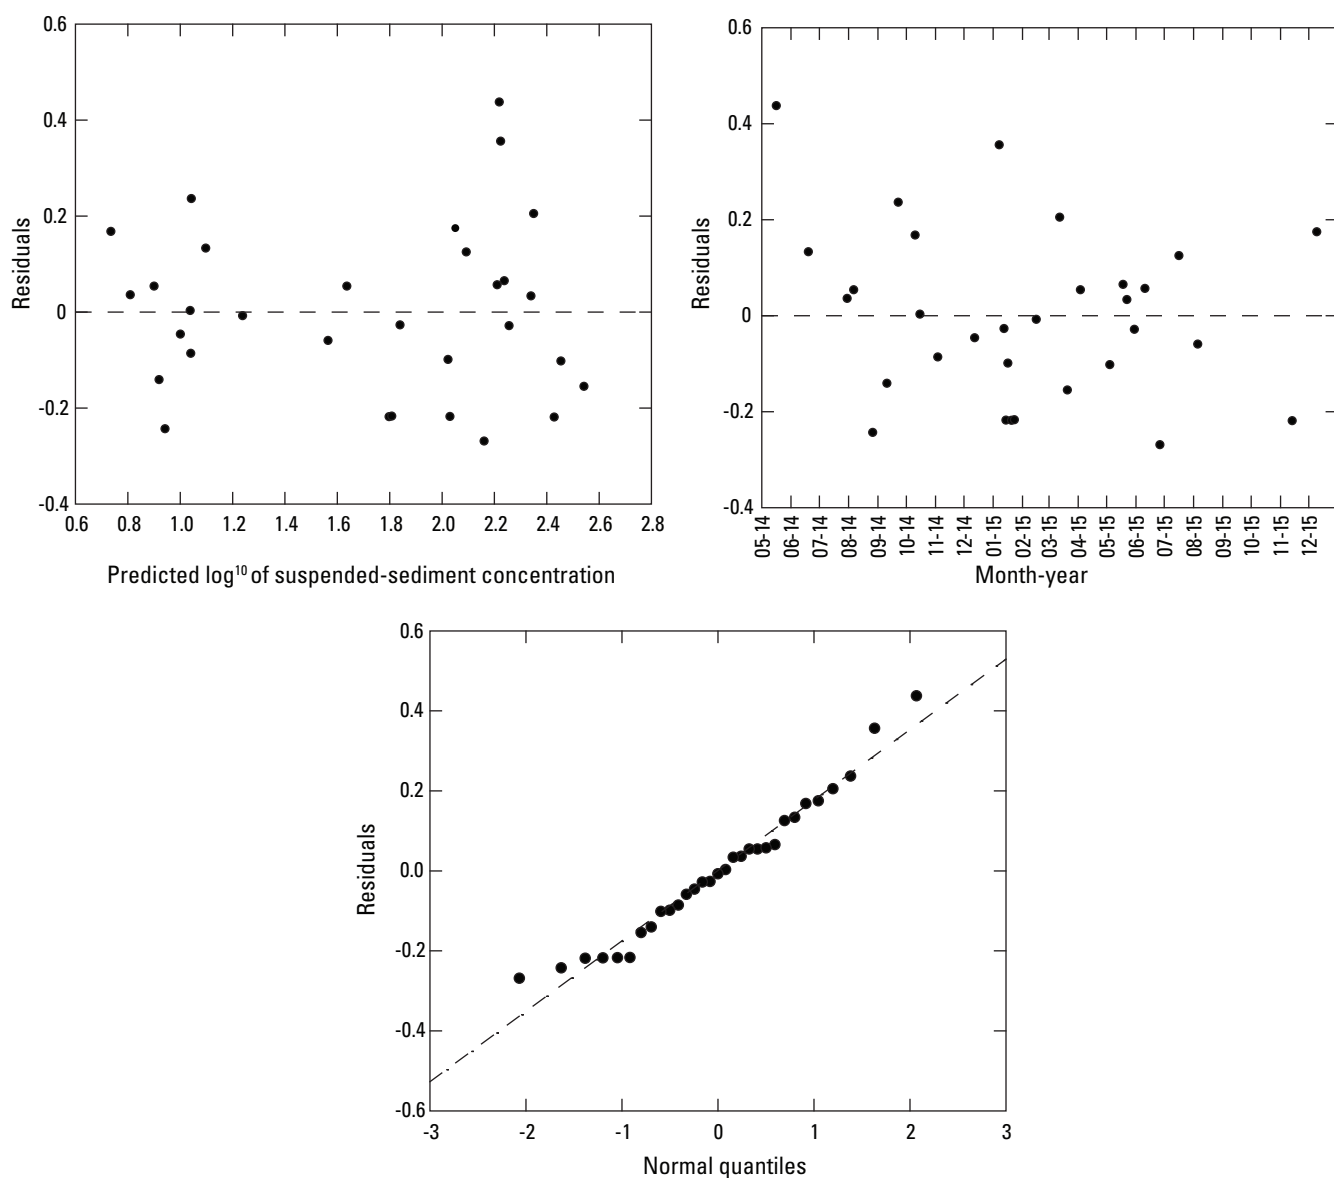 0.6
0.4
0.2
0
-0.2
-0.4
Residuals
0.6 0.8 1.0 1.2 1.4 1.6 1.8 2.0 2.2 2.4 2.6 2.8
Predicted log¹⁰ of suspended-sediment concentration
0.6
0.4
0.2
0
-0.2
-0.4
Residuals
05-14 06-14 07-14 08-14 09-14 10-14 11-14 12-14 01-15 02-15 03-15 04-15 05-15 06-15 07-15 08-15 09-15 10-15 11-15 12-15
Month-year
0.6
0.4
0.2
0.0
-0.2
-0.4
-0.6
Residuals
-3 -2 -1 0 1 2 3
Normal quantiles